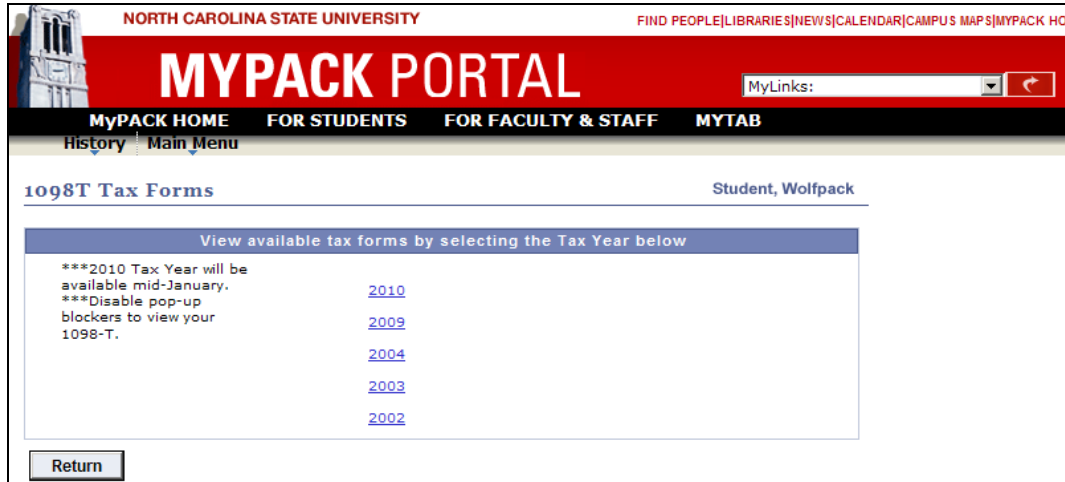 NORTH CAROLINA STATE UNIVERSITY
FIND PEOPLE|LIBRARIES|NEWS|CALENDAR|CAMPUS MAPS|MYPACK
MYPACK PORTAL
MyLinks:
MyPACK HOME FOR STUDENTS FOR FACULTY & STAFF MYTAB
History Main Menu
1098T Tax Forms
Student, Wolfpack
View available tax forms by selecting the Tax Year below
***2010 Tax Year will be
available mid-January.
***Disable pop-up
blockers to view your
1098-T.
2010
2009
2004
2003
2002
Return